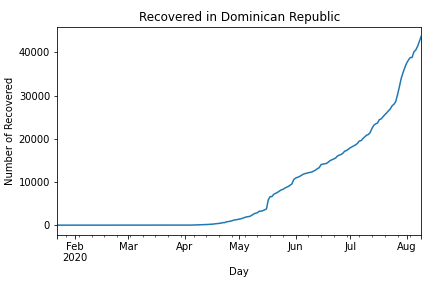 Recovered in Dominican Republic
Number of Recovered
40000
30000
20000
10000
0
Feb Mar Apr May Jun Jul Aug
2020
Day